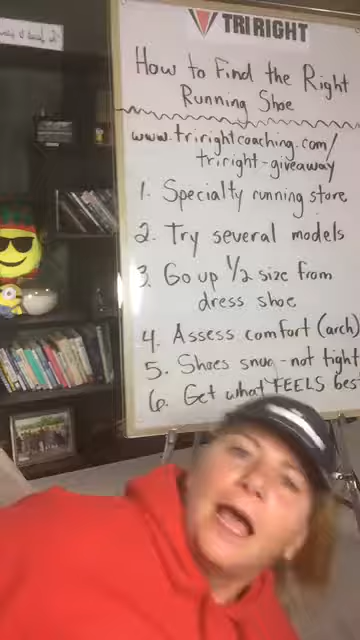 TRI RIGHT
How to Find the Right
Running Shoe
www.trirightcoaching.com/
triright-giveaway
1. Specialty running store
2. Try several models
3. Go up 1/2 size from
dress shoe
4. Assess comfort (arch)
5. Shoes snug - not tight
6. Get what FEELS best